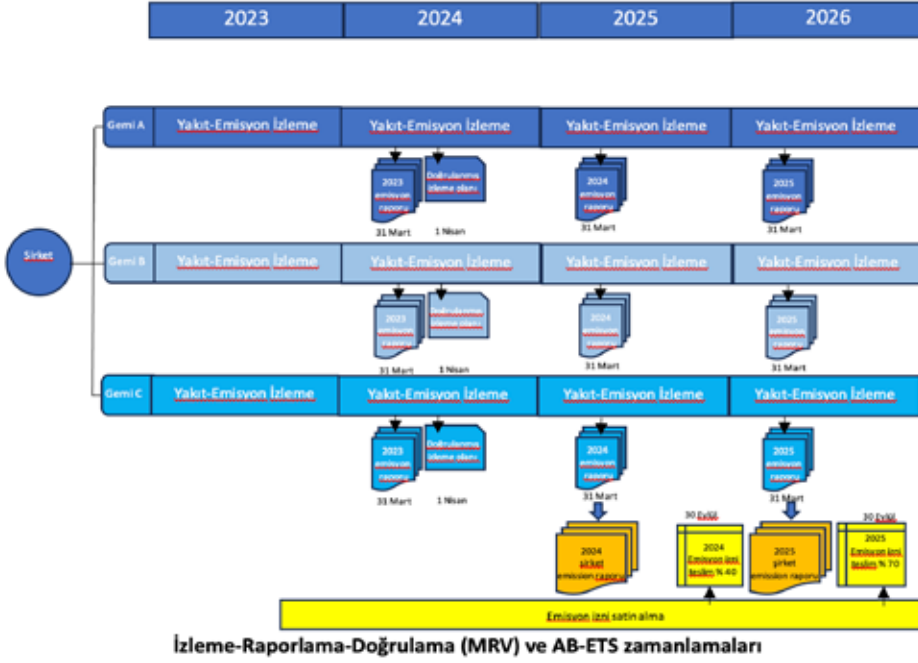 2023 2024 2025 2026
Gemi A Yakıt-Emisyon İzleme Yakıt-Emisyon İzleme Yakıt-Emisyon İzleme Yakıt-Emisyon İzleme
2023 emisyon raporu
Doğrulanmış izleme planı
2024 emisyon raporu
2025 emisyon raporu
31 Mart 1 Nisan 31 Mart 31 Mart
Şirket
Gemi B Yakıt-Emisyon İzleme Yakıt-Emisyon İzleme Yakıt-Emisyon İzleme Yakıt-Emisyon İzleme
2023 emisyon raporu
Doğrulanmış izleme planı
2024 emisyon raporu
2025 emisyon raporu
31 Mart 1 Nisan 31 Mart 31 Mart
Gemi C Yakıt-Emisyon İzleme Yakıt-Emisyon İzleme Yakıt-Emisyon İzleme Yakıt-Emisyon İzleme
2023 emisyon raporu
Doğrulanmış izleme planı
2024 emisyon raporu
2025 emisyon raporu
31 Mart 1 Nisan 31 Mart 31 Mart
30 Eylül 30 Eylül
2024
şirket
emission raporu
2024
Emisyon izni
teslim % 40
2025
şirket
emission raporu
2025
Emisyon izni
teslim % 70
Emisyon izni satin alma
İzleme-Raporlama-Doğrulama (MRV) ve AB-ETS zamanlamaları